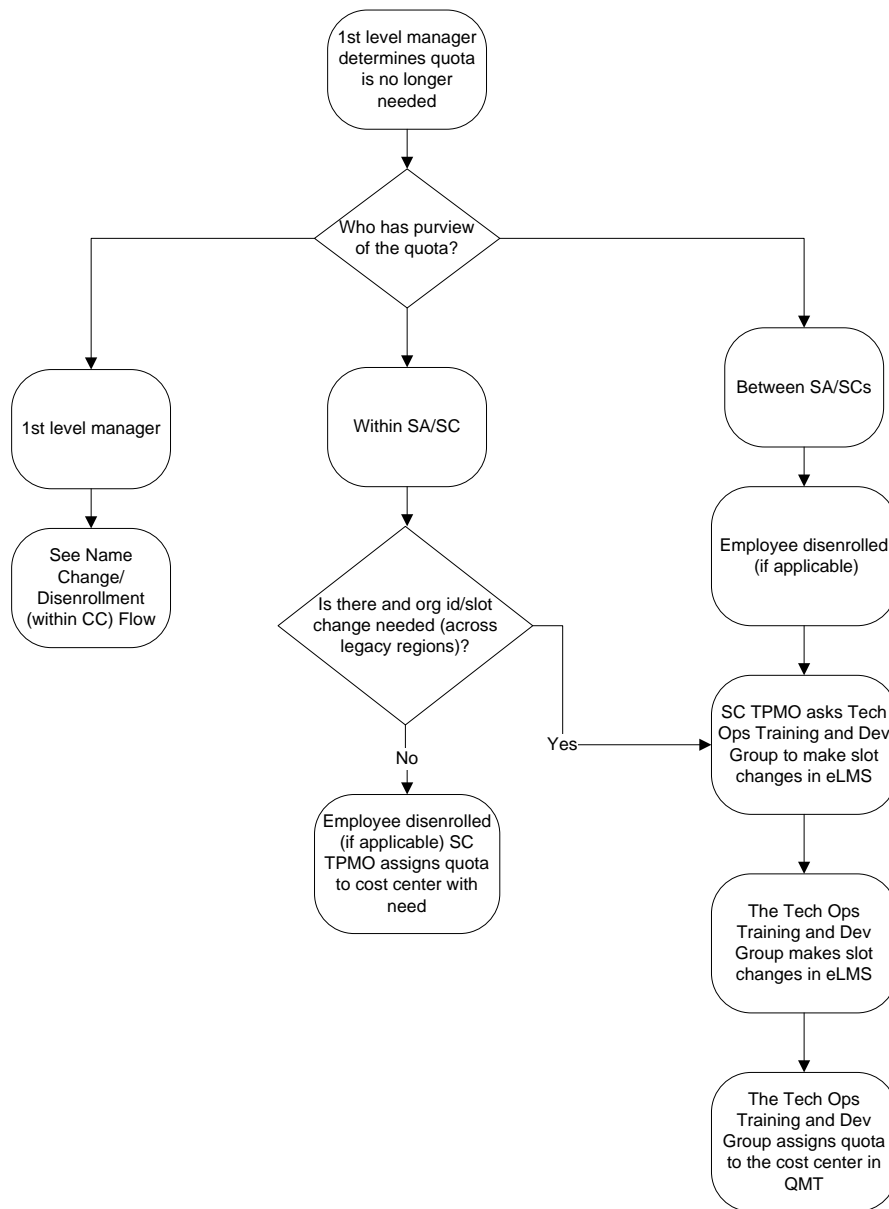 1st level manager
determines quota
is no longer
needed
Who has purview
of the quota?
1st level manager
Within SA/SC
Between SA/SCs
See Name
Change/
Disenrollment
(within CC) Flow
Is there and org id/slot
change needed (across
legacy regions)?
Employee disenrolled
(if applicable)
Yes
No
SC TPMO asks Tech
Ops Training and Dev
Group to make slot
changes in eLMS
Employee disenrolled
(if applicable) SC
TPMO assigns quota
to cost center with
need
The Tech Ops
Training and Dev
Group makes slot
changes in eLMS
The Tech Ops
Training and Dev
Group assigns quota
to the cost center in
QMT